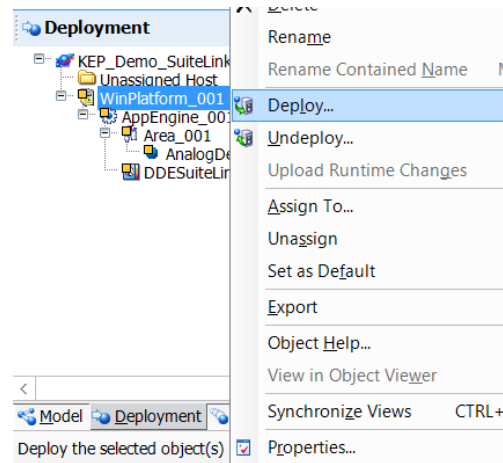 Deployment
KEP_Demo_SuiteLink
Unassigned Host
WinPlatform_001
AppEngine_001
Area_001
AnalogDe
DDESuiteLin
Model
Deployment
Deploy the selected object(s)
Delete
Rename
Rename Contained Name
Deploy...
Undeploy...
Upload Runtime Changes
Assign To...
Unassign
Set as Default
Export
Object Help...
View in Object Viewer
Synchronize Views CTRL+
Properties...